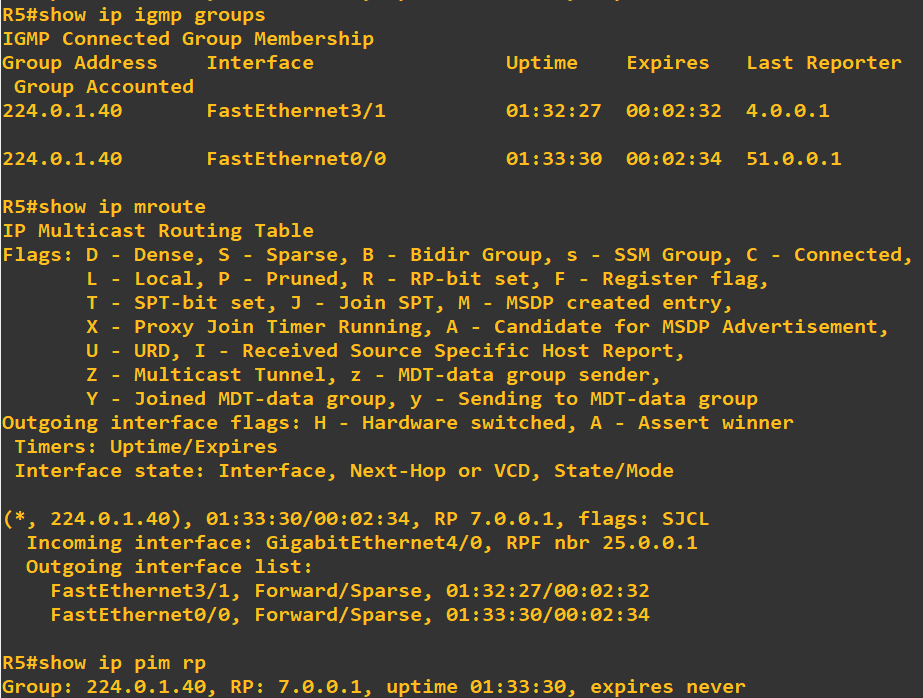 R5#show ip igmp groups
IGMP Connected Group Membership
Group Address    Interface                Uptime    Expires   Last Reporter
 Group Accounted
224.0.1.40       FastEthernet3/1          01:32:27  00:02:32  4.0.0.1
224.0.1.40       FastEthernet0/0          01:33:30  00:02:34  51.0.0.1
R5#show ip mroute
IP Multicast Routing Table
Flags: D - Dense, S - Sparse, B - Bidir Group, s - SSM Group, C - Connected,
       L - Local, P - Pruned, R - RP-bit set, F - Register flag,
       T - SPT-bit set, J - Join SPT, M - MSDP created entry,
       X - Proxy Join Timer Running, A - Candidate for MSDP Advertisement,
       U - URD, I - Received Source Specific Host Report,
       Z - Multicast Tunnel, z - MDT-data group sender,
       Y - Joined MDT-data group, y - Sending to MDT-data group
Outgoing interface flags: H - Hardware switched, A - Assert winner
 Timers: Uptime/Expires
 Interface state: Interface, Next-Hop or VCD, State/Mode
(*, 224.0.1.40), 01:33:30/00:02:34, RP 7.0.0.1, flags: SJCL
  Incoming interface: GigabitEthernet4/0, RPF nbr 25.0.0.1
  Outgoing interface list:
    FastEthernet3/1, Forward/Sparse, 01:32:27/00:02:32
    FastEthernet0/0, Forward/Sparse, 01:33:30/00:02:34
R5#show ip pim rp
Group: 224.0.1.40, RP: 7.0.0.1, uptime 01:33:30, expires never